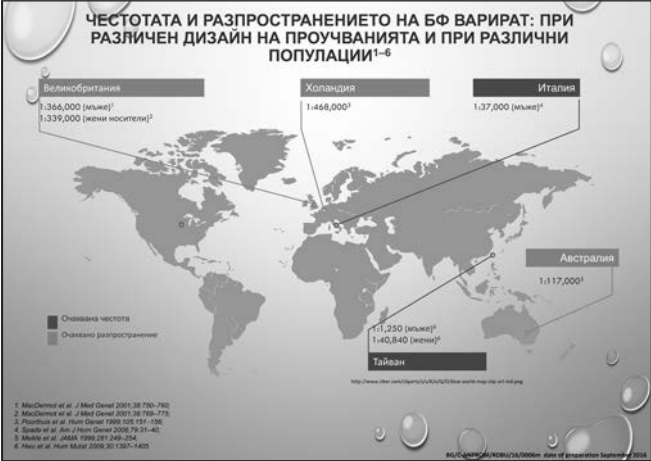 ЧЕСТОТАТА И РАЗПРОСТРАНЕНИЕТО НА БФ ВАРИРАТ: ПРИ
РАЗЛИЧЕН ДИЗАЙН НА ПРОУЧВАНИЯТА И ПРИ РАЗЛИЧНИ
ПОПУЛАЦИИ¹⁻⁶
Великобритания
1:366,000 (мъже)¹
1:339,000 (жени носители)²
Холандия
1:468,000³
Италия
1:37,000 (мъже)⁴
Австралия
1:117,000⁵
1:1,250 (мъже)⁶
1:40,840 (жени)⁶
Тайван
Очаквана честота
Очаквано разпространение
1. MacDermot et al. J Med Genet 2001;38:750–760;
2. MacDermot et al. J Med Genet 2001;38:769–775;
3. Poorthuis et al. Hum Genet 1999;105:151–156;
4. Spada et al. Am J Hum Genet 2006;79:31–40;
5. Meikle et al. JAMA 1999;281:249–254.
6. Hwu et al. Hum Mutat 2009;30:1397–1405
date of preparation September 2016